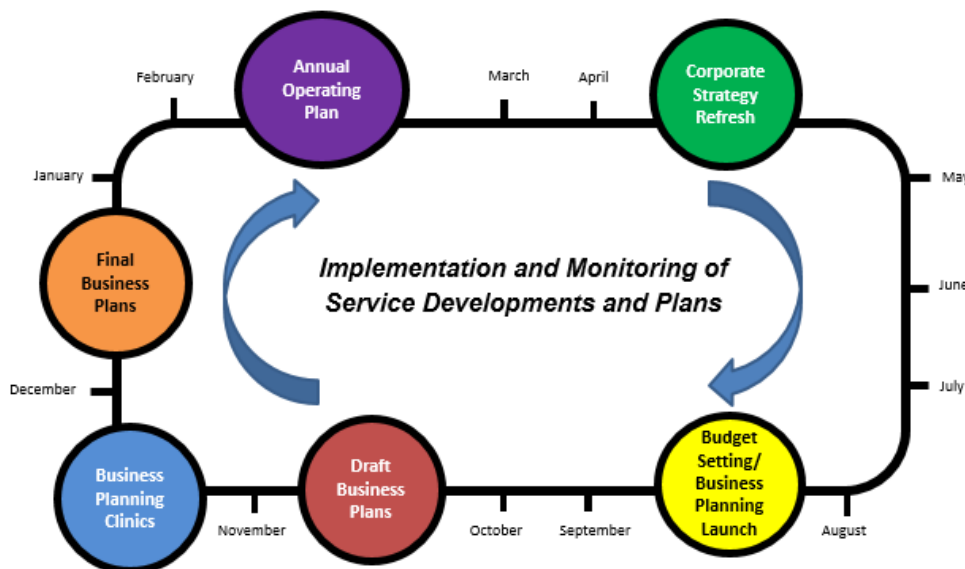 February
Annual
Operating
Plan
March
April
Corporate
Strategy
Refresh
January
May
Final
Business
Plans
Implementation and Monitoring of
Service Developments and Plans
June
December
July
Business
Planning
Clinics
November
Draft
Business
Plans
October
September
Budget
Setting/
Business
Planning
Launch
August